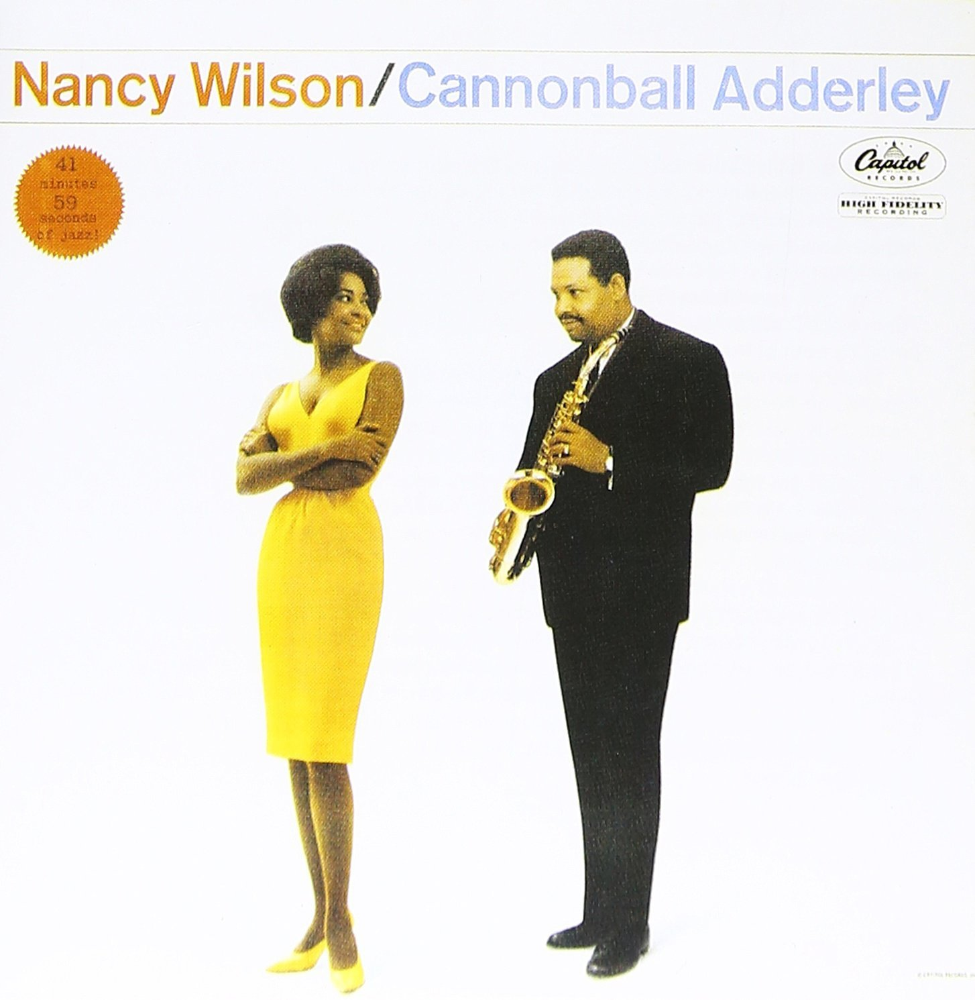 Nancy Wilson/Cannonball Adderley
41
minutes
59
seconds
of jazz!
Capitol
RECORDS
HIGH FIDELITY
RECORDING